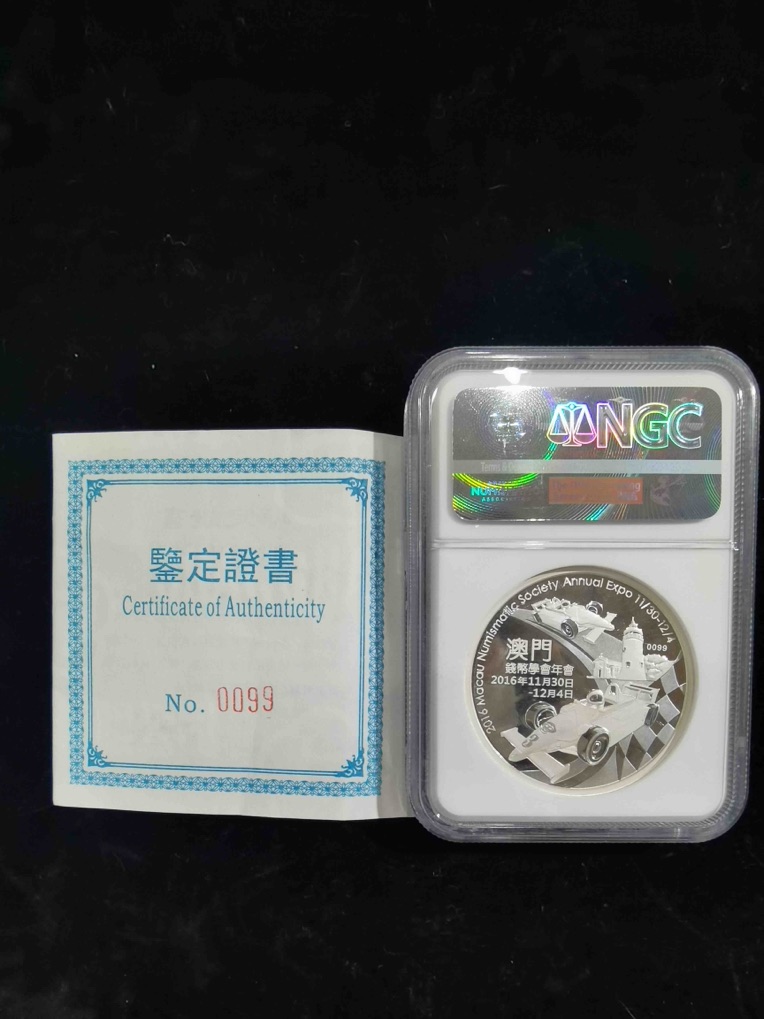 鑒定證書
Certificate of Authenticity
No. 0099
NGC
2016 Macau Numismatic Society Annual Expo 11/30-12/4
澳門
錢幣學會年會
2016年11月30日
-12月4日
0099